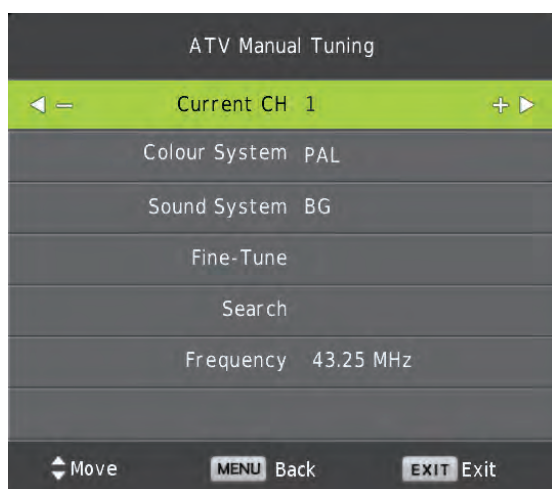 ATV Manual Tuning
Current CH 1
Colour System PAL
Sound System BG
Fine-Tune
Search
Frequency 43.25 MHz
Move MENU Back EXIT Exit